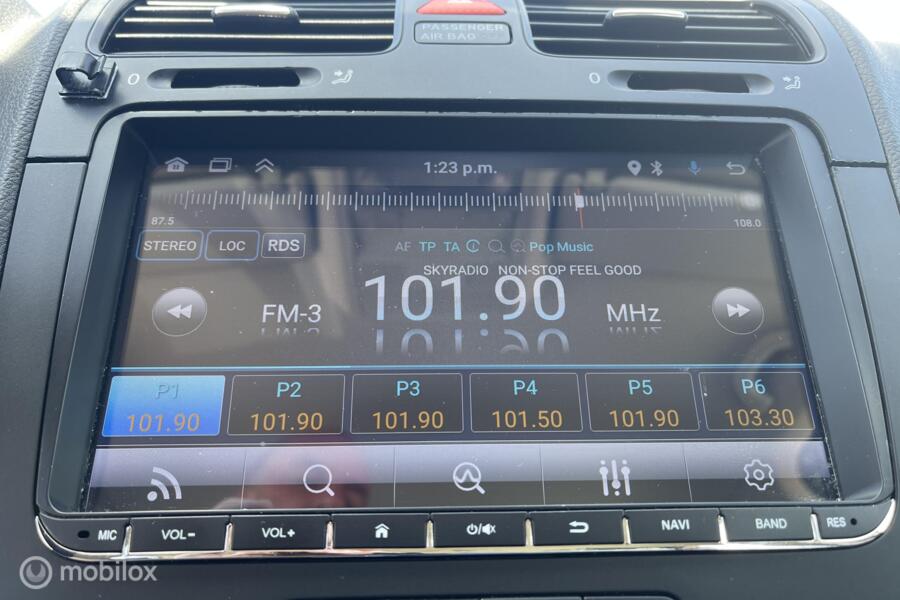 PASSENGER
AIR BAG
0
0
1:23 p.m.
87.5
108.0
STEREO LOC RDS
AF TP TA Pop Music
SKYRADIO NON-STOP FEEL GOOD
FM-3 101.90 MHz
P1 P2 P3 P4 P5 P6
101.90 101.90 101.90 101.50 101.90 103.30
MIC VOL- VOL+ NAVI BAND RES
mobilox